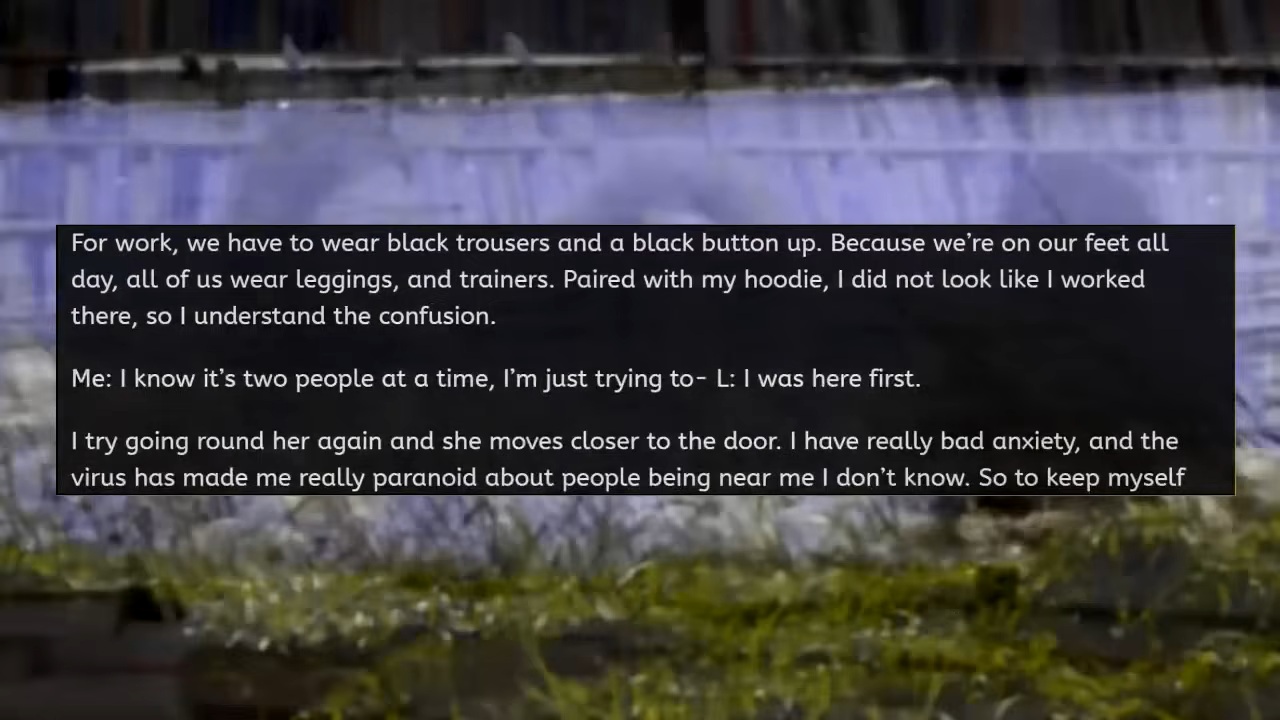 For work, we have to wear black trousers and a black button up. Because we’re on our feet all
day, all of us wear leggings, and trainers. Paired with my hoodie, I did not look like I worked
there, so I understand the confusion.
Me: I know it’s two people at a time, I’m just trying to– L: I was here first.
I try going round her again and she moves closer to the door. I have really bad anxiety, and the
virus has made me really paranoid about people being near me I don’t know. So to keep myself